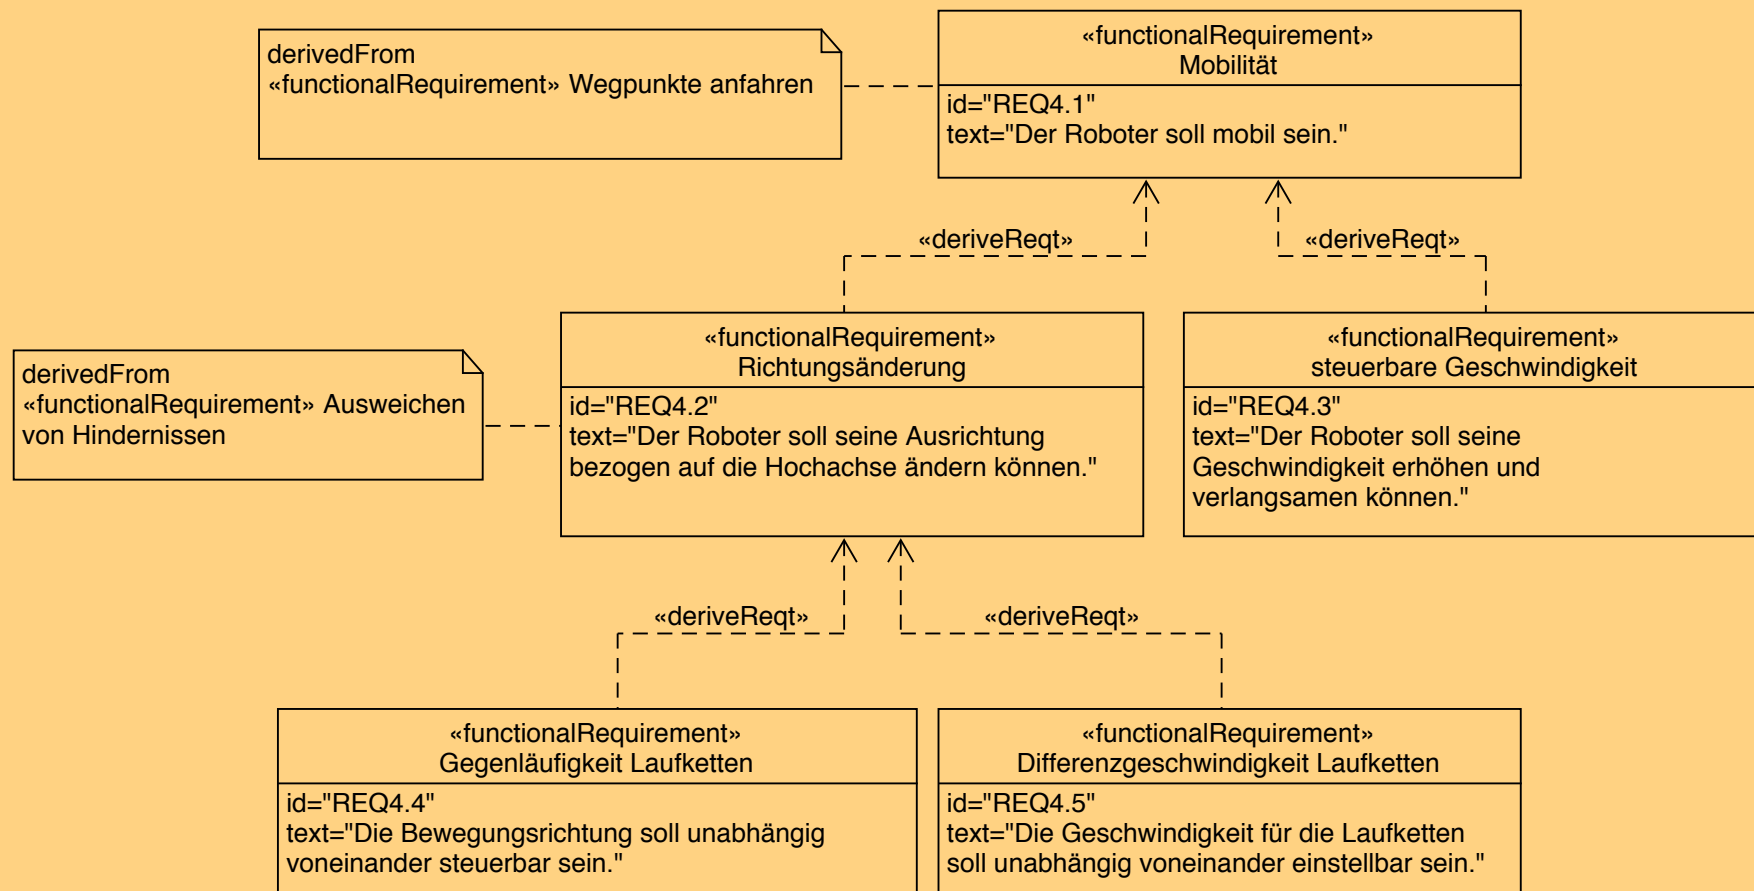 «functionalRequirement»
Mobilität
id="REQ4.1"
text="Der Roboter soll mobil sein."
derivedFrom
«functionalRequirement» Wegpunkte anfahren
«deriveReqt»
«deriveReqt»
«functionalRequirement»
Richtungsänderung
id="REQ4.2"
text="Der Roboter soll seine Ausrichtung
bezogen auf die Hochachse ändern können."
«functionalRequirement»
steuerbare Geschwindigkeit
id="REQ4.3"
text="Der Roboter soll seine
Geschwindigkeit erhöhen und
verlangsamen können."
derivedFrom
«functionalRequirement» Ausweichen
von Hindernissen
«deriveReqt»
«deriveReqt»
«functionalRequirement»
Gegenläufigkeit Laufketten
id="REQ4.4"
text="Die Bewegungsrichtung soll unabhängig
voneinander steuerbar sein."
«functionalRequirement»
Differenzgeschwindigkeit Laufketten
id="REQ4.5"
text="Die Geschwindigkeit für die Laufketten
soll unabhängig voneinander einstellbar sein."